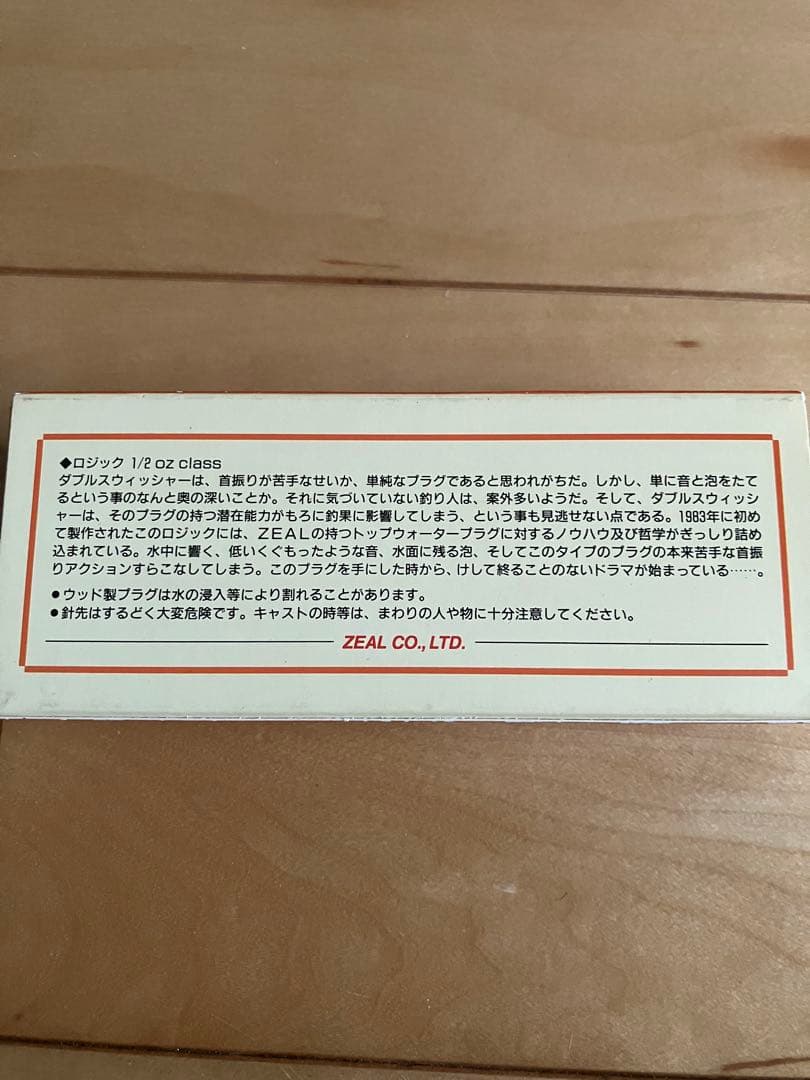 ◆ロジック 1/2 oz class
ダブルスウィッシャーは、首振りが苦手なせいか、単純なプラグであると思われがちだ。しかし、単に音と泡をたて
るという事のなんと奥の深いことか。それに気づいていない釣り人は、案外多いようだ。そして、ダブルスウィッシ
ャーは、そのプラグの持つ潜在能力がもろに釣果に影響してしまう、という事も見逃せない点である。1983年に初め
て製作されたこのロジックには、ZEALの持つトップウォータープラグに対するノウハウ及び哲学がぎっしり詰め
込まれている。水中に響く、低いくぐもったような音、水面に残る泡、そしてこのタイプのプラグの本来苦手な首振
りアクションすらこなしてしまう。このプラグを手にした時から、けして終ることのないドラマが始まっている……。
●ウッド製プラグは水の浸入等により割れることがあります。
●針先はするどく大変危険です。キャストの時等は、まわりの人や物に十分注意してください。
ZEAL CO., LTD.